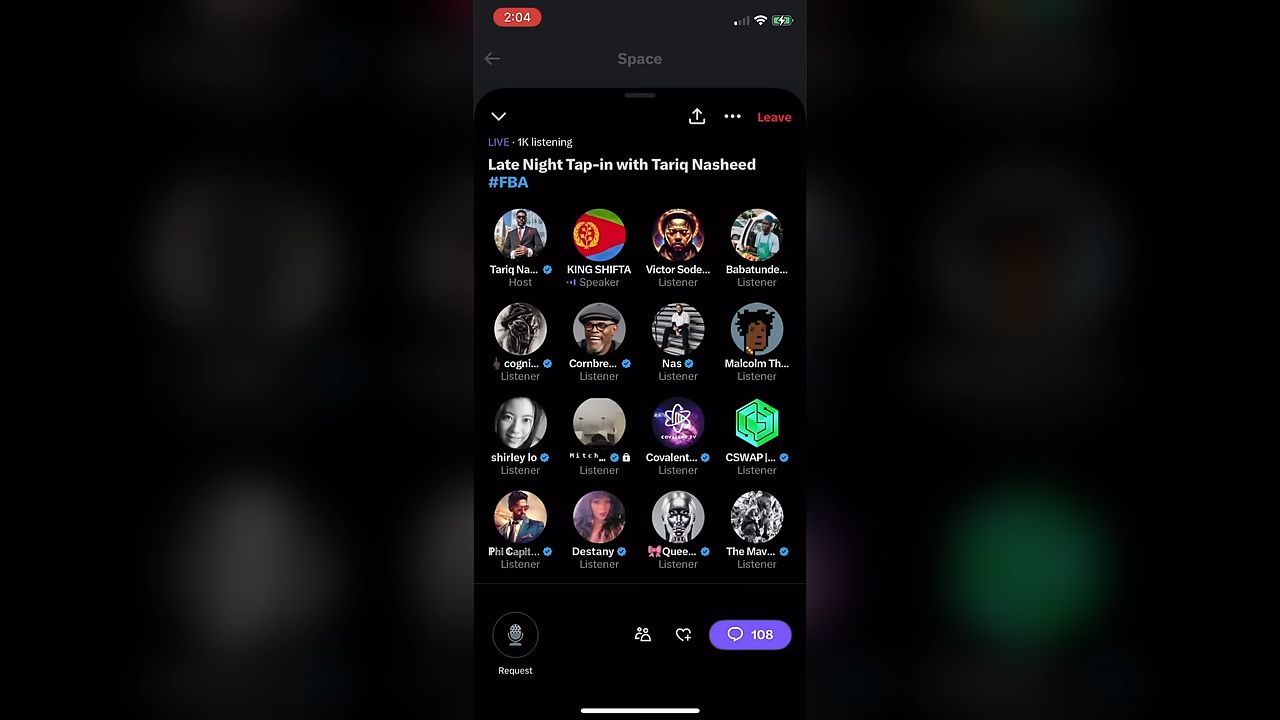 2:04
Space
Leave
LIVE · 1K listening
Late Night Tap-in with Tariq Nasheed
#FBA
Tariq Na... KING SHIFTA Victor Sode... Babatunde...
Host Speaker Listener Listener
cogni... Cornbre... Nas Malcolm Th...
Listener Listener Listener Listener
shirley lo Mitch... Covalent... CSWAP |...
Listener Listener Listener Listener
Phi Capit... Destany Quee... The Mav...
Listener Listener Listener Listener
108
Request